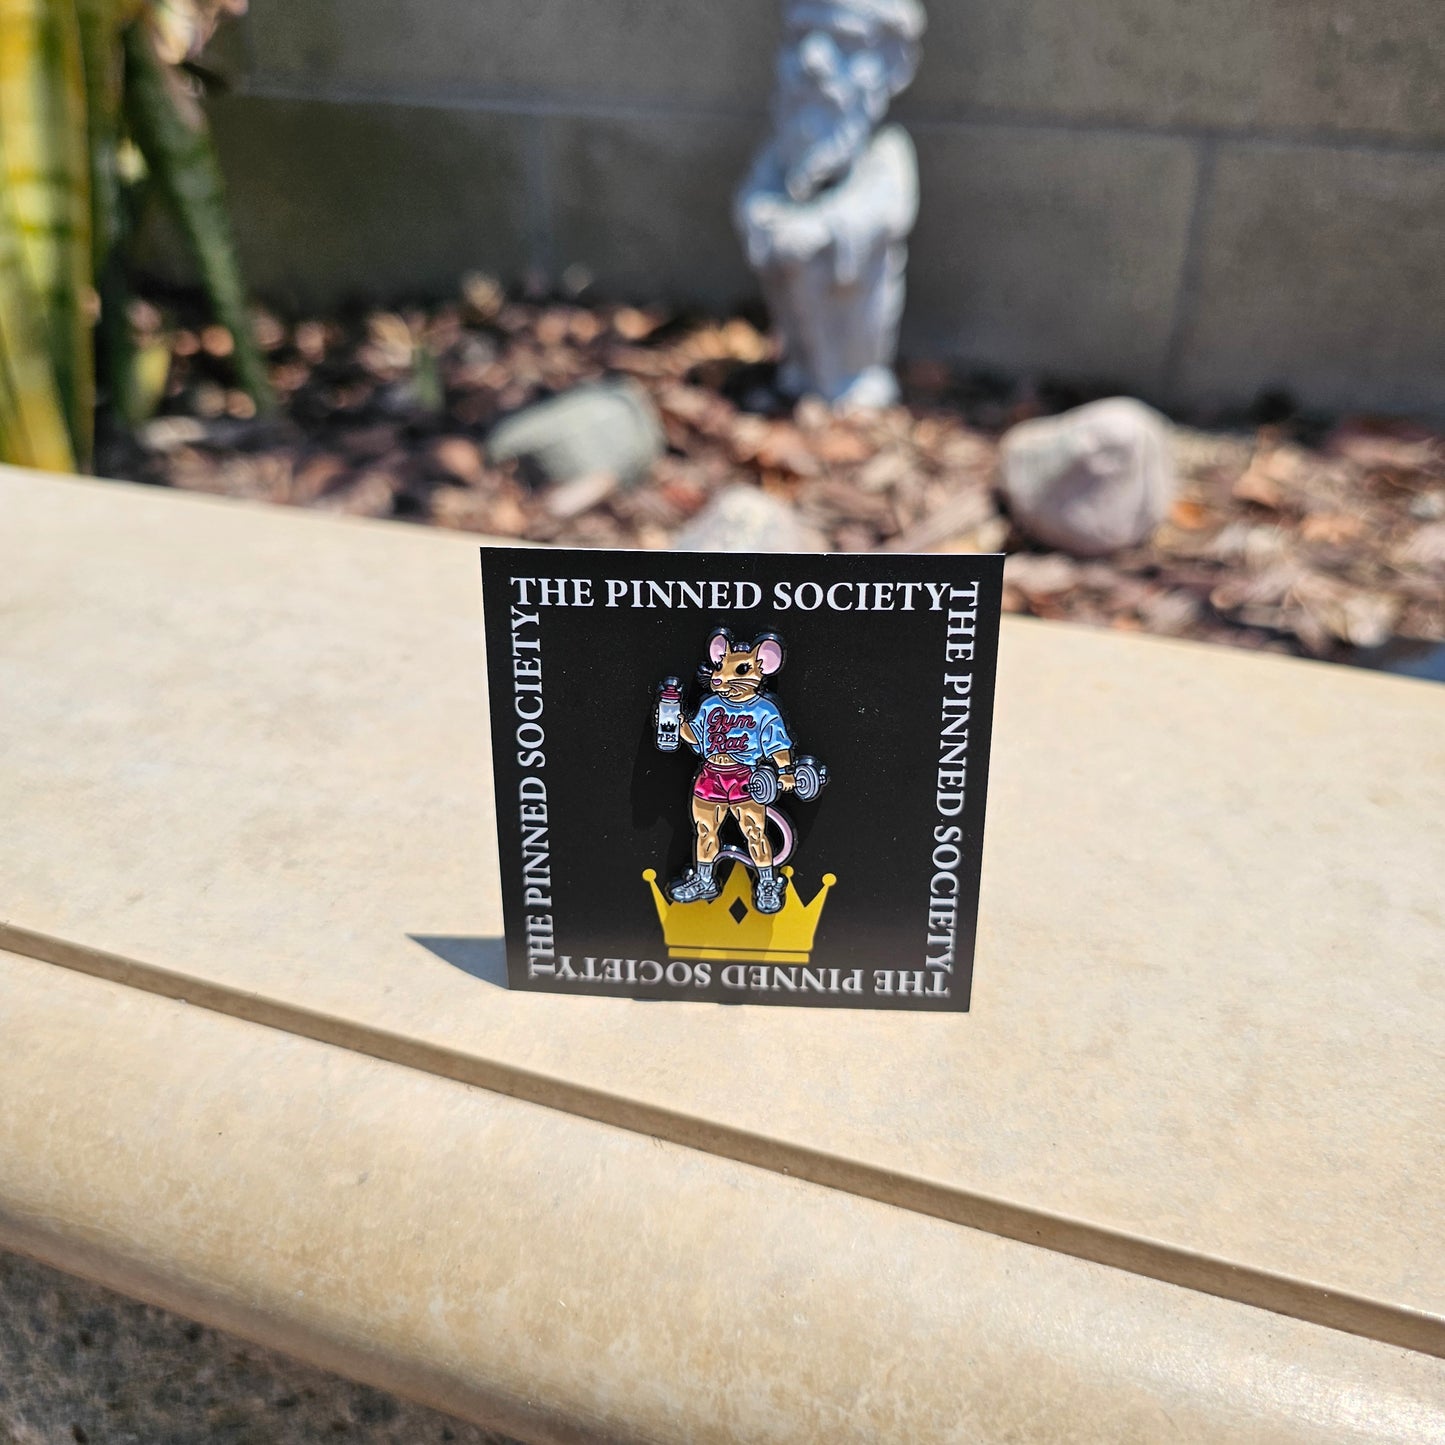 THE PINNED SOCIETY
THE PINNED SOCIETY
THE PINNED SOCIETY
THE PINNED SOCIETY
Gym
Rat
T.P.S.